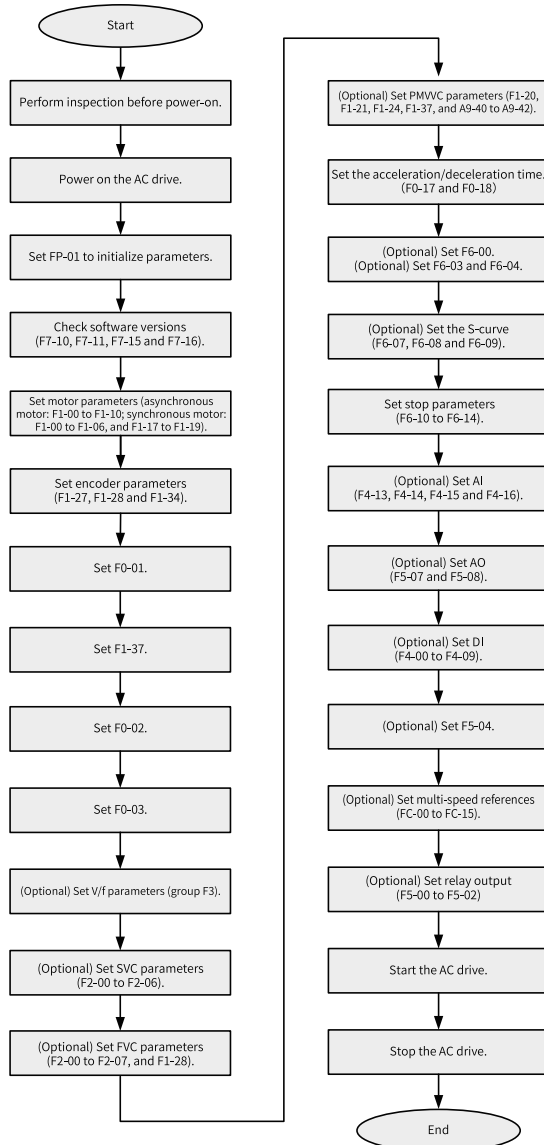 Start
Perform inspection before power-on.
Power on the AC drive.
Set FP-01 to initialize parameters.
Check software versions
(F7-10, F7-11, F7-15 and F7-16).
Set motor parameters (asynchronous
motor: F1-00 to F1-10; synchronous motor:
F1-00 to F1-06, and F1-17 to F1-19).
Set encoder parameters
(F1-27, F1-28 and F1-34).
Set F0-01.
Set F1-37.
Set F0-02.
Set F0-03.
(Optional) Set V/f parameters (group F3).
(Optional) Set SVC parameters
(F2-00 to F2-06).
(Optional) Set FVC parameters
(F2-00 to F2-07, and F1-28).
(Optional) Set PMVVC parameters (F1-20,
F1-21, F1-24, F1-37, and A9-40 to A9-42).
Set the acceleration/deceleration time.
(F0-17 and F0-18)
(Optional) Set F6-00.
(Optional) Set F6-03 and F6-04.
(Optional) Set the S-curve
(F6-07, F6-08 and F6-09).
Set stop parameters
(F6-10 to F6-14).
(Optional) Set AI
(F4-13, F4-14, F4-15 and F4-16).
(Optional) Set AO
(F5-07 and F5-08).
(Optional) Set DI
(F4-00 to F4-09).
(Optional) Set F5-04.
(Optional) Set multi-speed references
(FC-00 to FC-15).
(Optional) Set relay output
(F5-00 to F5-02)
Start the AC drive.
Stop the AC drive.
End